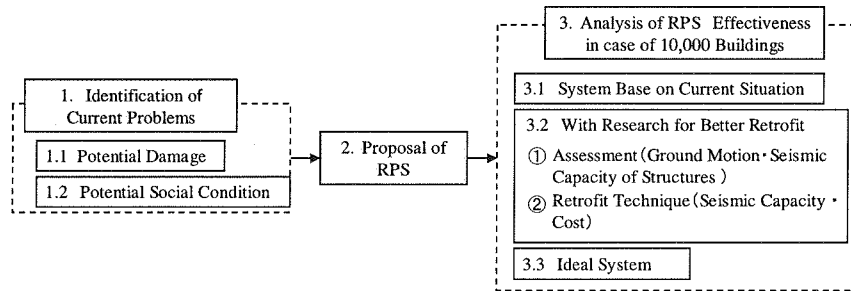 1. Identification of
Current Problems
1.1 Potential Damage
1.2 Potential Social Condition
2. Proposal of
RPS
3. Analysis of RPS Effectiveness
in case of 10,000 Buildings
3.1 System Base on Current Situation
3.2 With Research for Better Retrofit
① Assessment(Ground Motion・Seismic
Capacity of Structures)
② Retrofit Technique(Seismic Capacity・
Cost)
3.3 Ideal System